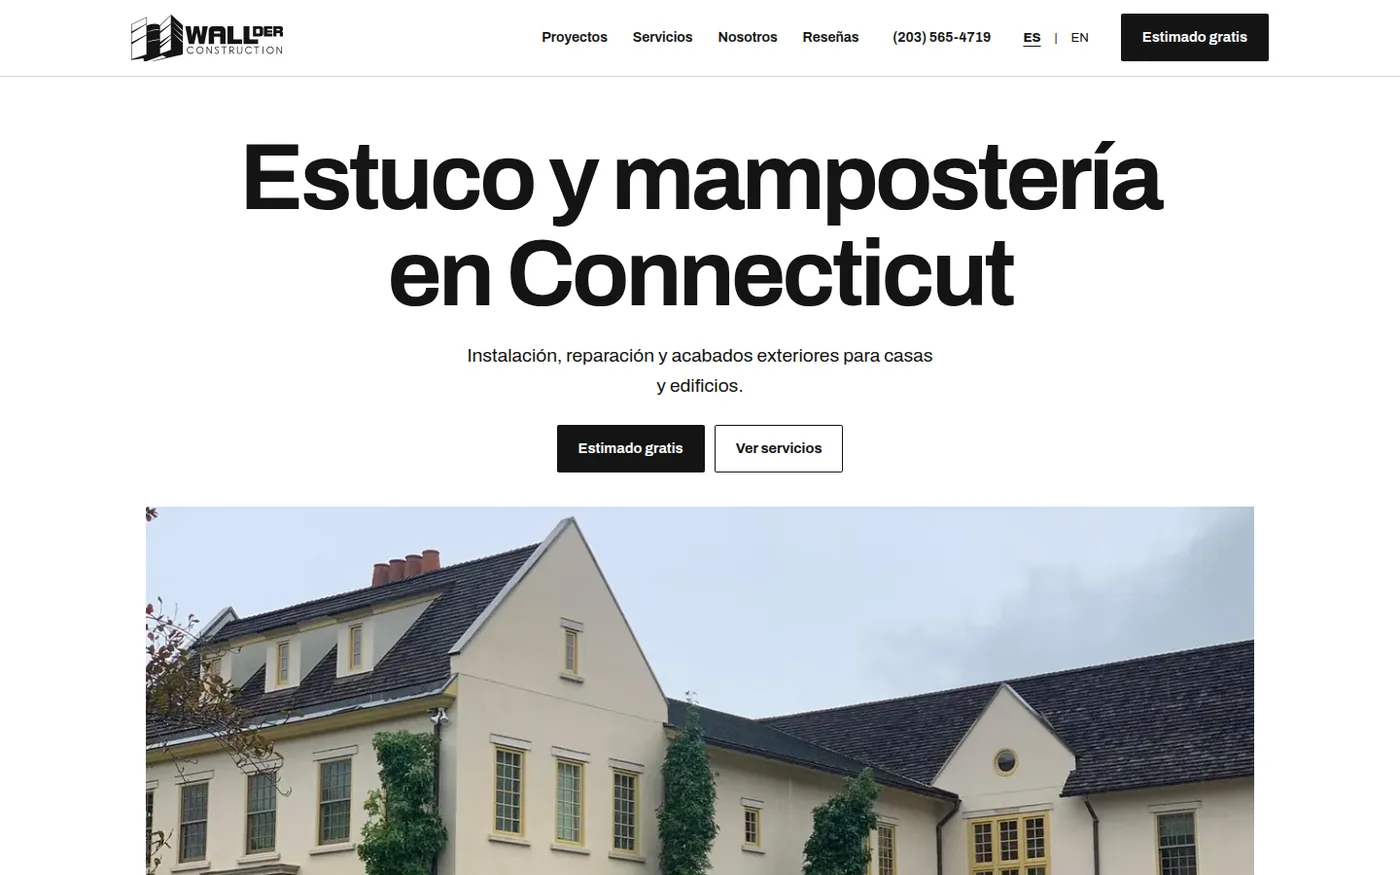 WALLDER
CONSTRUCTION
Proyectos
Servicios
Nosotros
Reseñas
(203) 565-4719
ES | EN
Estimado gratis
Estuco y mampostería
en Connecticut
Instalación, reparación y acabados exteriores para casas
y edificios.
Estimado gratis
Ver servicios